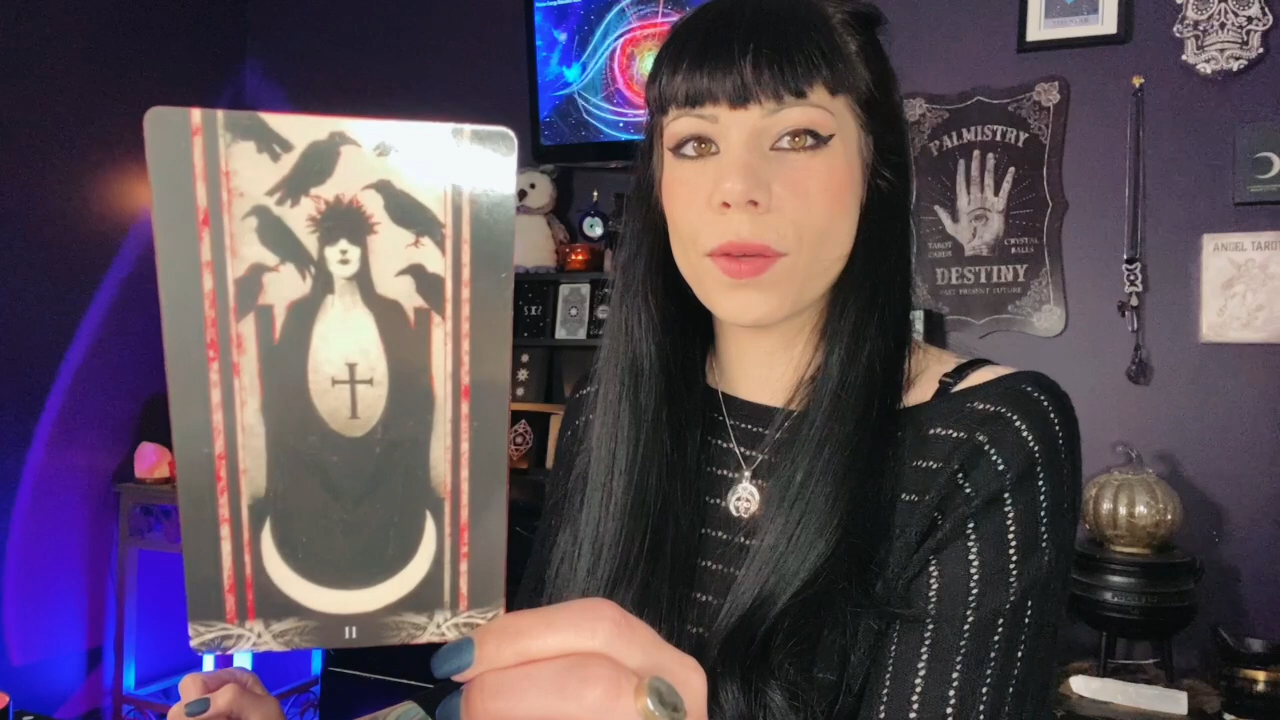 II
PALMISTRY
TAROT
CARDS
CRYSTAL
BALLS
DESTINY
PAST PRESENT FUTURE
ANGEL TAROT